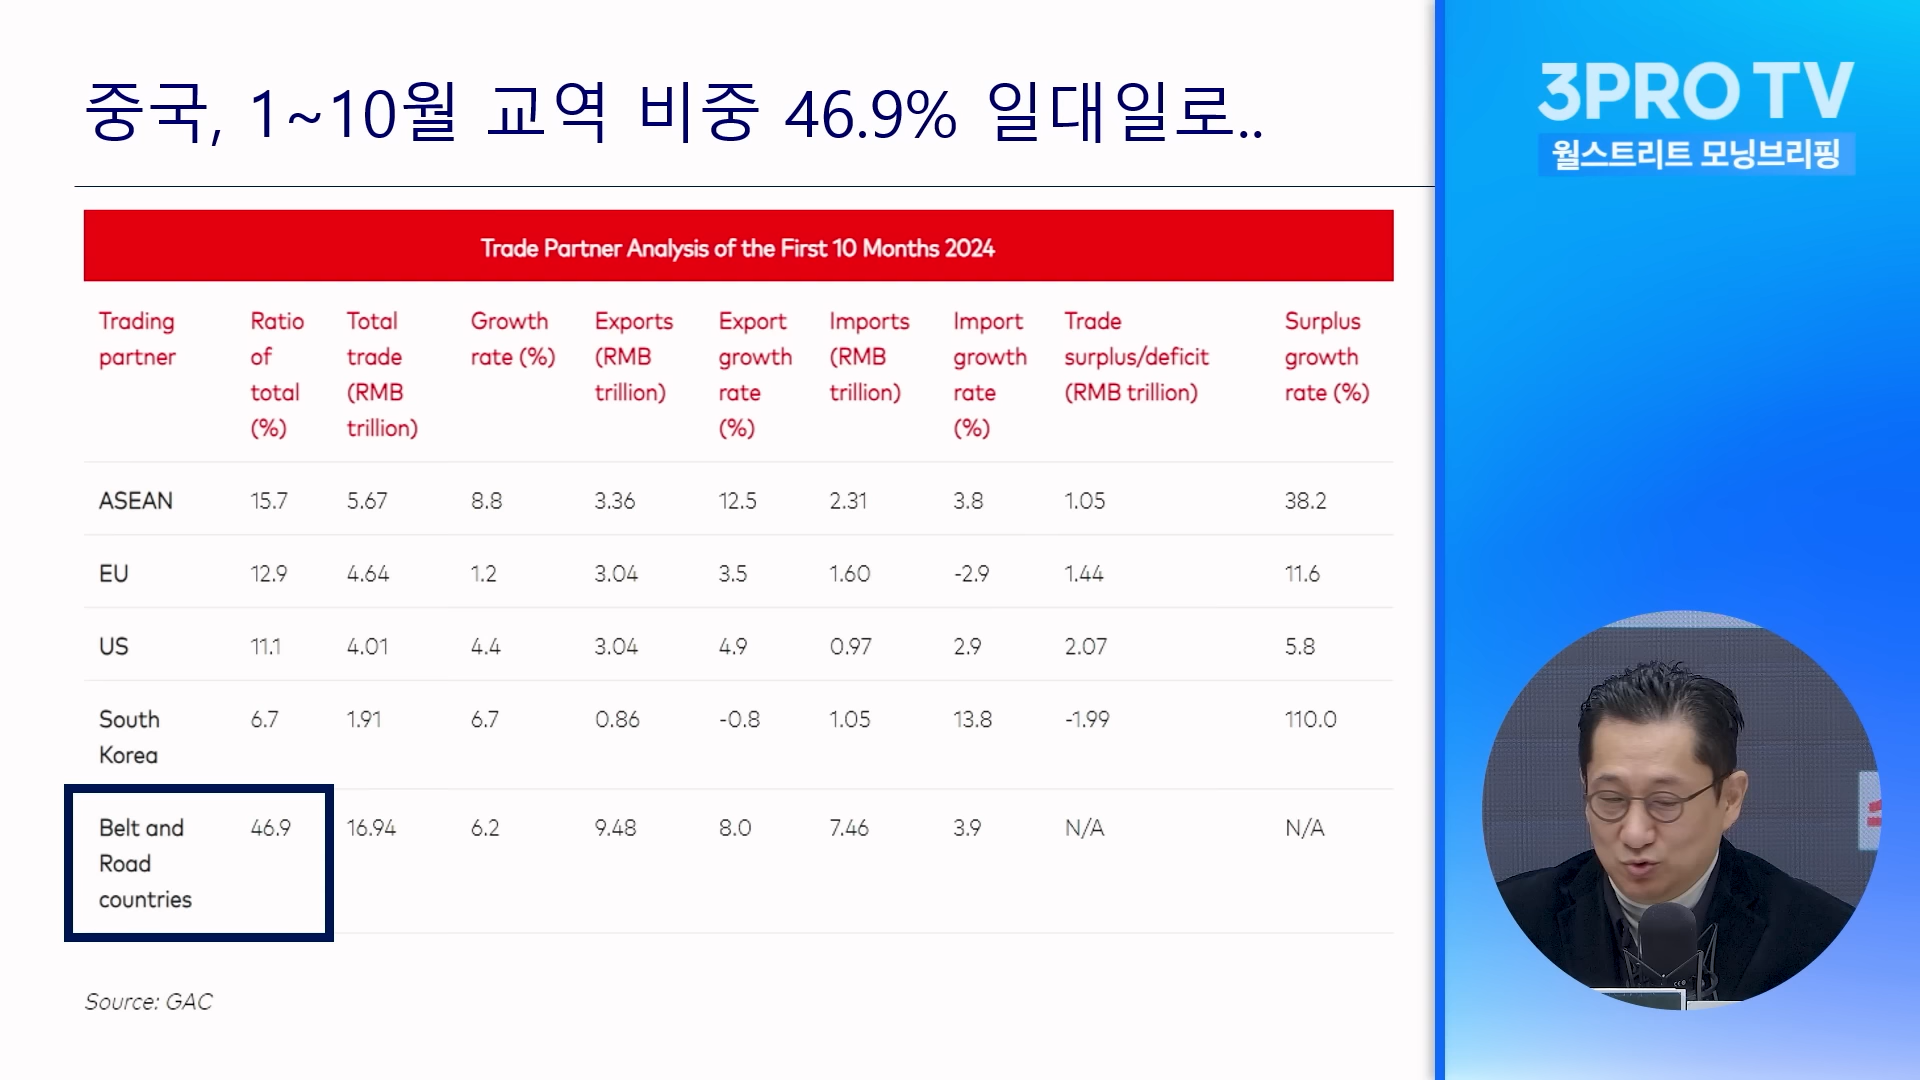 중국, 1~10월 교역 비중 46.9% 일대일로..
3PRO TV
월스트리트 모닝브리핑
Trade Partner Analysis of the First 10 Months 2024
Trading partner Ratio of total (%) Total trade (RMB trillion) Growth rate (%) Exports (RMB trillion) Export growth rate (%) Imports (RMB trillion) Import growth rate (%) Trade surplus/deficit (RMB trillion) Surplus growth rate (%)
ASEAN 15.7 5.67 8.8 3.36 12.5 2.31 3.8 1.05 38.2
EU 12.9 4.64 1.2 3.04 3.5 1.60 -2.9 1.44 11.6
US 11.1 4.01 4.4 3.04 4.9 0.97 2.9 2.07 5.8
South Korea 6.7 1.91 6.7 0.86 -0.8 1.05 13.8 -1.99 110.0
Belt and Road countries 46.9 16.94 6.2 9.48 8.0 7.46 3.9 N/A N/A
Source: GAC